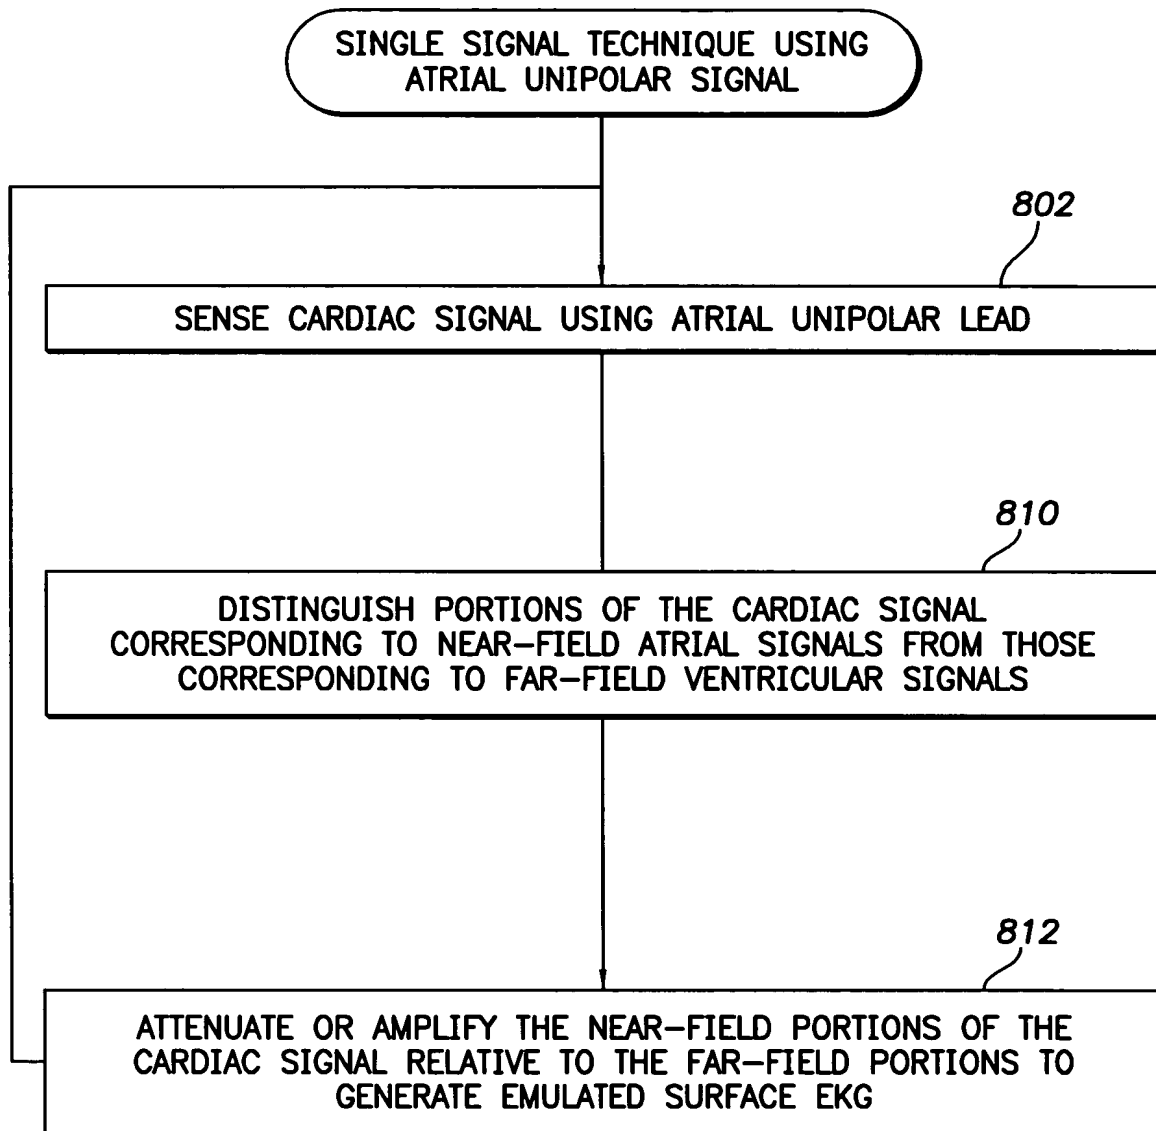 SINGLE SIGNAL TECHNIQUE USING
ATRIAL UNIPOLAR SIGNAL
802
SENSE CARDIAC SIGNAL USING ATRIAL UNIPOLAR LEAD
810
DISTINGUISH PORTIONS OF THE CARDIAC SIGNAL
CORRESPONDING TO NEAR–FIELD ATRIAL SIGNALS FROM THOSE
CORRESPONDING TO FAR–FIELD VENTRICULAR SIGNALS
812
ATTENUATE OR AMPLIFY THE NEAR–FIELD PORTIONS OF THE
CARDIAC SIGNAL RELATIVE TO THE FAR–FIELD PORTIONS TO
GENERATE EMULATED SURFACE EKG